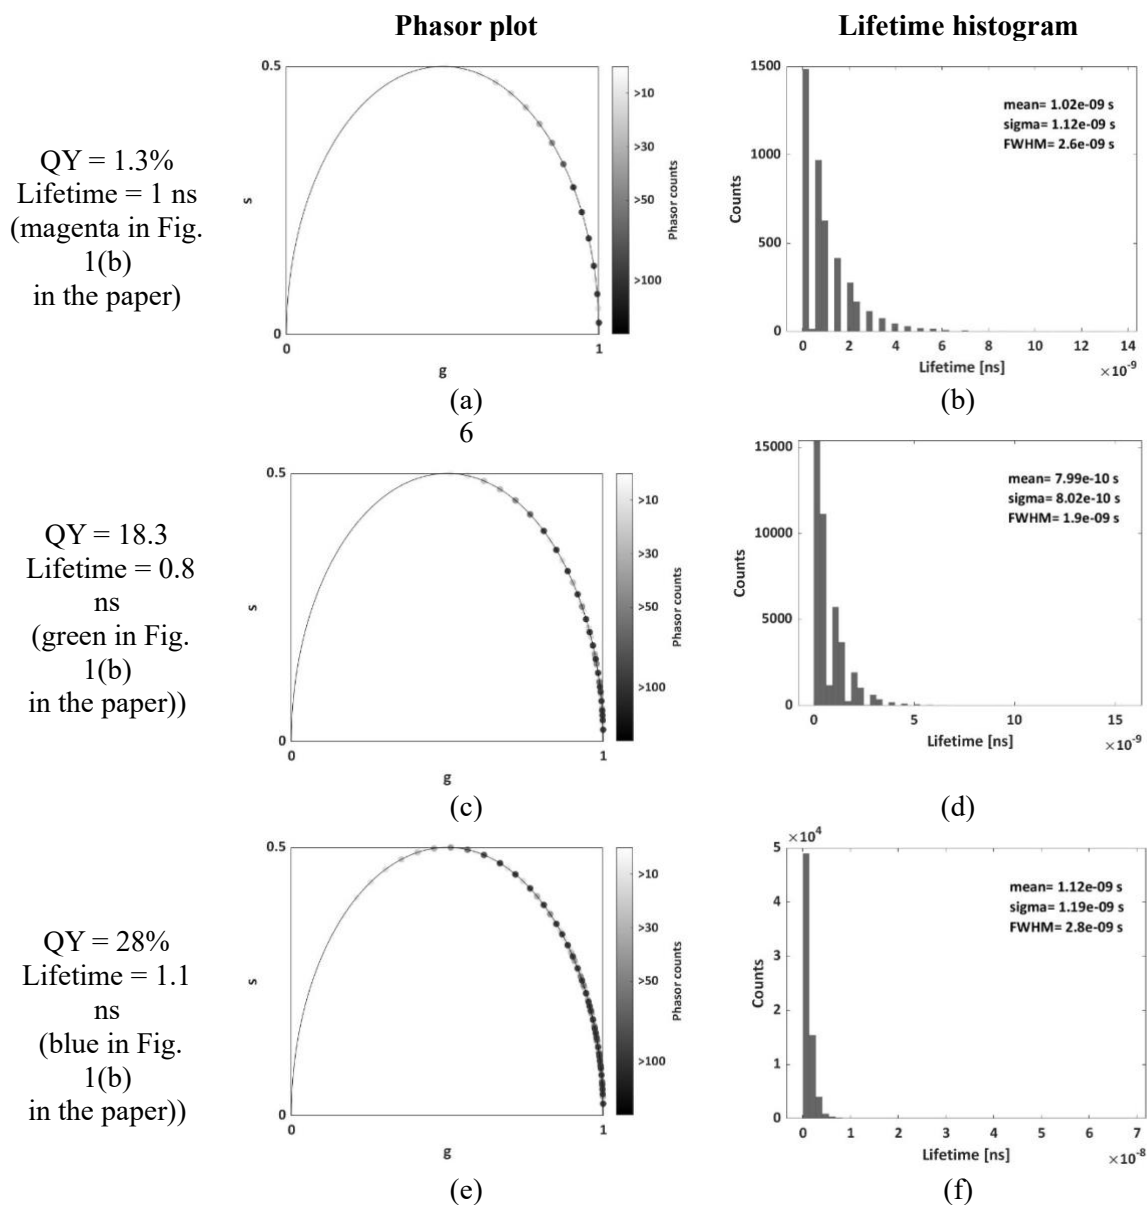 Phasor plot
Lifetime histogram
QY = 1.3%
Lifetime = 1 ns
(magenta in Fig.
1(b)
in the paper)
0.5
s
0
0
1
g
>10
>30
>50
>100
Phasor counts
(a)
6
1500
1000
500
0
Counts
mean= 1.02e-09 s
sigma= 1.12e-09 s
FWHM= 2.6e-09 s
0 2 4 6 8 10 12 14
Lifetime [ns]
×10⁻⁹
(b)
QY = 18.3
Lifetime = 0.8
ns
(green in Fig.
1(b)
in the paper))
0.5
s
0
0
1
g
>10
>30
>50
>100
Phasor counts
(c)
15000
10000
5000
0
Counts
mean= 7.99e-10 s
sigma= 8.02e-10 s
FWHM= 1.9e-09 s
0 5 10 15
Lifetime [ns]
×10⁻⁹
(d)
QY = 28%
Lifetime = 1.1
ns
(blue in Fig.
1(b)
in the paper))
0.5
s
0
0
1
g
>10
>30
>50
>100
Phasor counts
(e)
×10⁴
5
4
3
2
1
0
Counts
mean= 1.12e-09 s
sigma= 1.19e-09 s
FWHM= 2.8e-09 s
0 1 2 3 4 5 6 7
Lifetime [ns]
×10⁻⁸
(f)